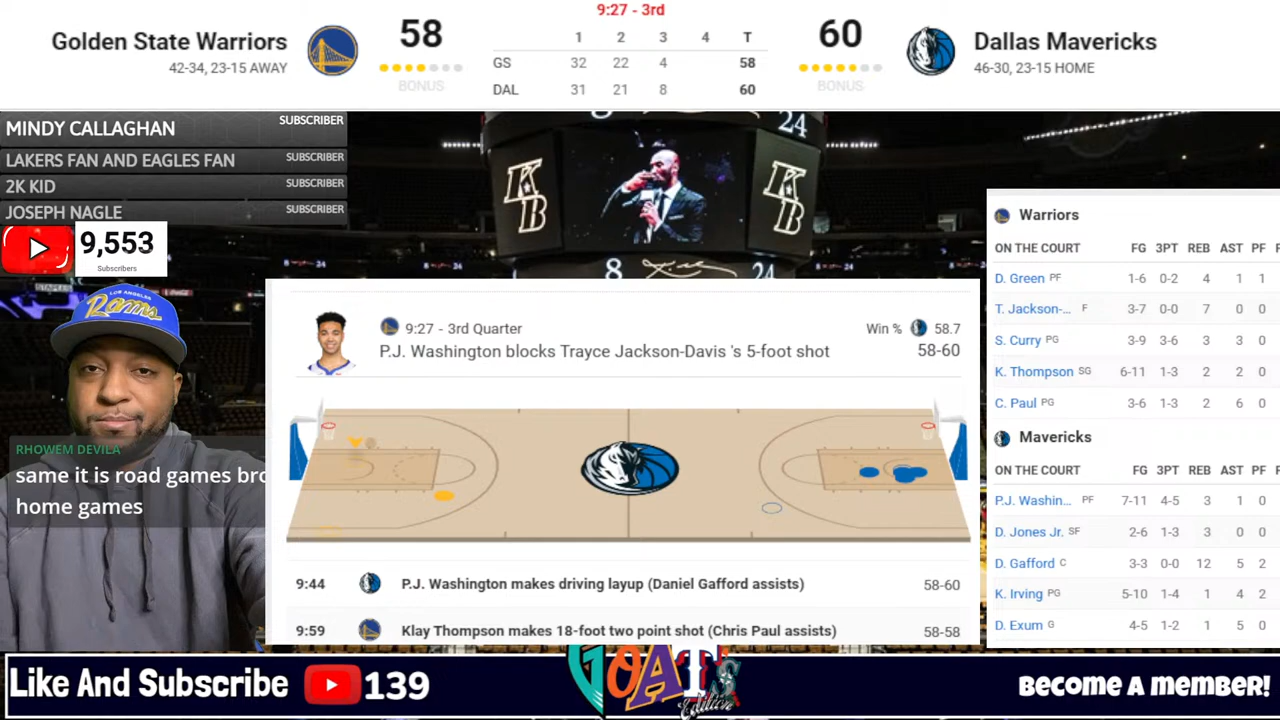 9:27 - 3rd
Golden State Warriors
42-34, 23-15 AWAY
58
BONUS
1 2 3 4 T
GS 32 22 4 58
DAL 31 21 8 60
60
BONUS
Dallas Mavericks
46-30, 23-15 HOME
MINDY CALLAGHAN SUBSCRIBER
LAKERS FAN AND EAGLES FAN SUBSCRIBER
2K KID SUBSCRIBER
JOSEPH NAGLE SUBSCRIBER
9,553
Subscribers
24
KB
KB
8 24
LOS ANGELES
Rams
RHOWEM DEVILA
same it is road games bro
home games
9:27 - 3rd Quarter
Win % 58.7
P.J. Washington blocks Trayce Jackson-Davis 's 5-foot shot
58-60
9:44 P.J. Washington makes driving layup (Daniel Gafford assists) 58-60
9:59 Klay Thompson makes 18-foot two point shot (Chris Paul assists) 58-58
Warriors
ON THE COURT FG 3PT REB AST PF
D. Green PF 1-6 0-2 4 1 1
T. Jackson-... F 3-7 0-0 7 0 0
S. Curry PG 3-9 3-6 3 3 0
K. Thompson SG 6-11 1-3 2 2 0
C. Paul PG 3-6 1-3 2 6 0
Mavericks
ON THE COURT FG 3PT REB AST PF
P.J. Washin... PF 7-11 4-5 3 1 0
D. Jones Jr. SF 2-6 1-3 3 0 0
D. Gafford C 3-3 0-0 12 5 2
K. Irving PG 5-10 1-4 1 4 2
D. Exum G 4-5 1-2 1 5 0
Like And Subscribe 139
GOATS
Edition
Become a member!